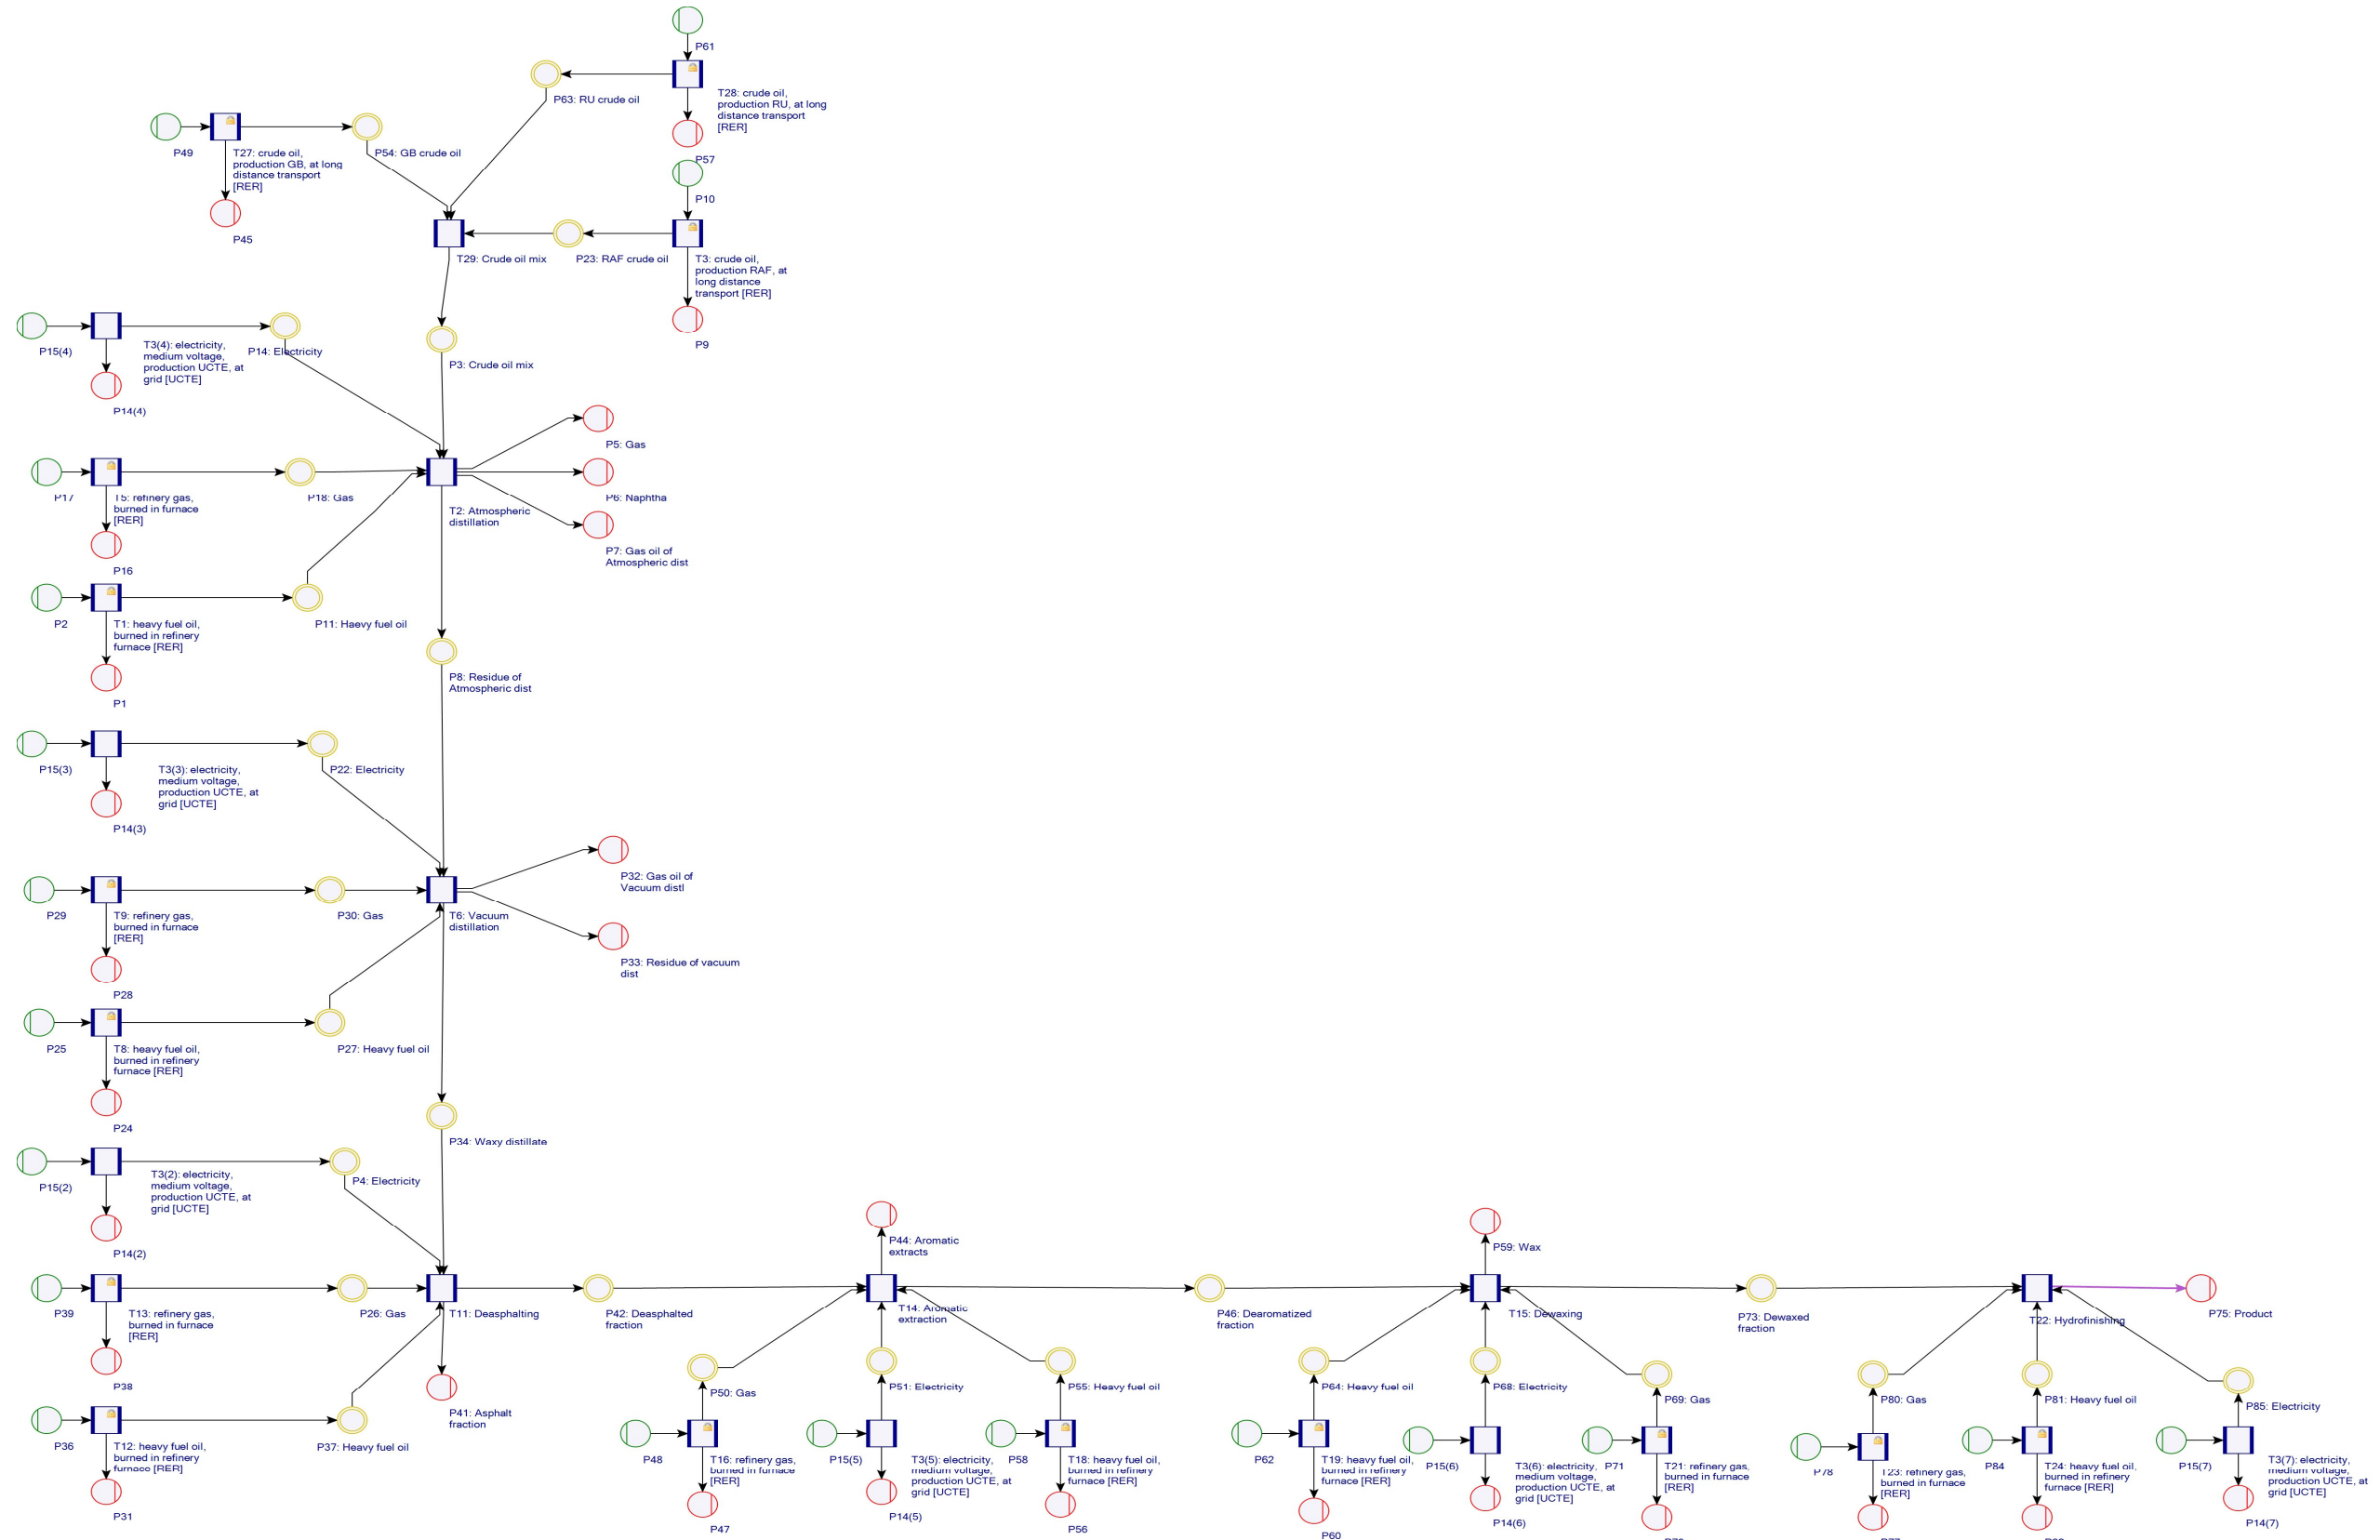 P61
P63: RU crude oil
T28: crude oil,
production RU, at long
distance transport
[RER]
P57
P49
T27: crude oil,
production GB, at long
distance transport
[RER]
P54: GB crude oil
P45
P10
T29: Crude oil mix
P23: RAF crude oil
T3: crude oil,
production RAF, at
long distance
transport [RER]
P9
P15(4)
T3(4): electricity,
medium voltage,
production UCTE, at
grid [UCTE]
P14: Electricity
P3: Crude oil mix
P14(4)
P5: Gas
P17
T5: refinery gas,
burned in furnace
[RER]
P18: Gas
T2: Atmospheric
distillation
P6: Naphtha
P7: Gas oil of
Atmospheric dist
P16
P2
T1: heavy fuel oil,
burned in refinery
furnace [RER]
P11: Haevy fuel oil
P1
P8: Residue of
Atmospheric dist
P15(3)
T3(3): electricity,
medium voltage,
production UCTE, at
grid [UCTE]
P22: Electricity
P14(3)
P32: Gas oil of
Vacuum distl
P29
T9: refinery gas,
burned in furnace
[RER]
P30: Gas
T6: Vacuum
distillation
P33: Residue of vacuum
dist
P28
P25
T8: heavy fuel oil,
burned in refinery
furnace [RER]
P27: Heavy fuel oil
P24
P34: Waxy distillate
P15(2)
T3(2): electricity,
medium voltage,
production UCTE, at
grid [UCTE]
P4: Electricity
P14(2)
P44: Aromatic
extracts
P59: Wax
P39
T13: refinery gas,
burned in furnace
[RER]
P26: Gas
T11: Deasphalting
P42: Deasphalted
fraction
T14: Aromatic
extraction
P46: Dearomatized
fraction
T15: Dewaxing
P73: Dewaxed
fraction
T22: Hydrofinishing
P75: Product
P38
P41: Asphalt
fraction
P50: Gas
P51: Electricity
P55: Heavy fuel oil
P64: Heavy fuel oil
P68: Electricity
P69: Gas
P80: Gas
P81: Heavy fuel oil
P85: Electricity
P36
T12: heavy fuel oil,
burned in refinery
furnace [RER]
P37: Heavy fuel oil
P31
P48
T16: refinery gas,
burned in furnace
[RER]
P47
P15(5)
T3(5): electricity,
medium voltage,
production UCTE, at
grid [UCTE]
P14(5)
P58
T18: heavy fuel oil,
burned in refinery
furnace [RER]
P56
P62
T19: heavy fuel oil,
burned in refinery
furnace [RER]
P60
P15(6)
T3(6): electricity,
medium voltage,
production UCTE, at
grid [UCTE]
P14(6)
P71
T21: refinery gas,
burned in furnace
[RER]
P78
T23: refinery gas,
burned in furnace
[RER]
P84
T24: heavy fuel oil,
burned in refinery
furnace [RER]
P15(7)
T3(7): electricity,
medium voltage,
production UCTE, at
grid [UCTE]
P14(7)